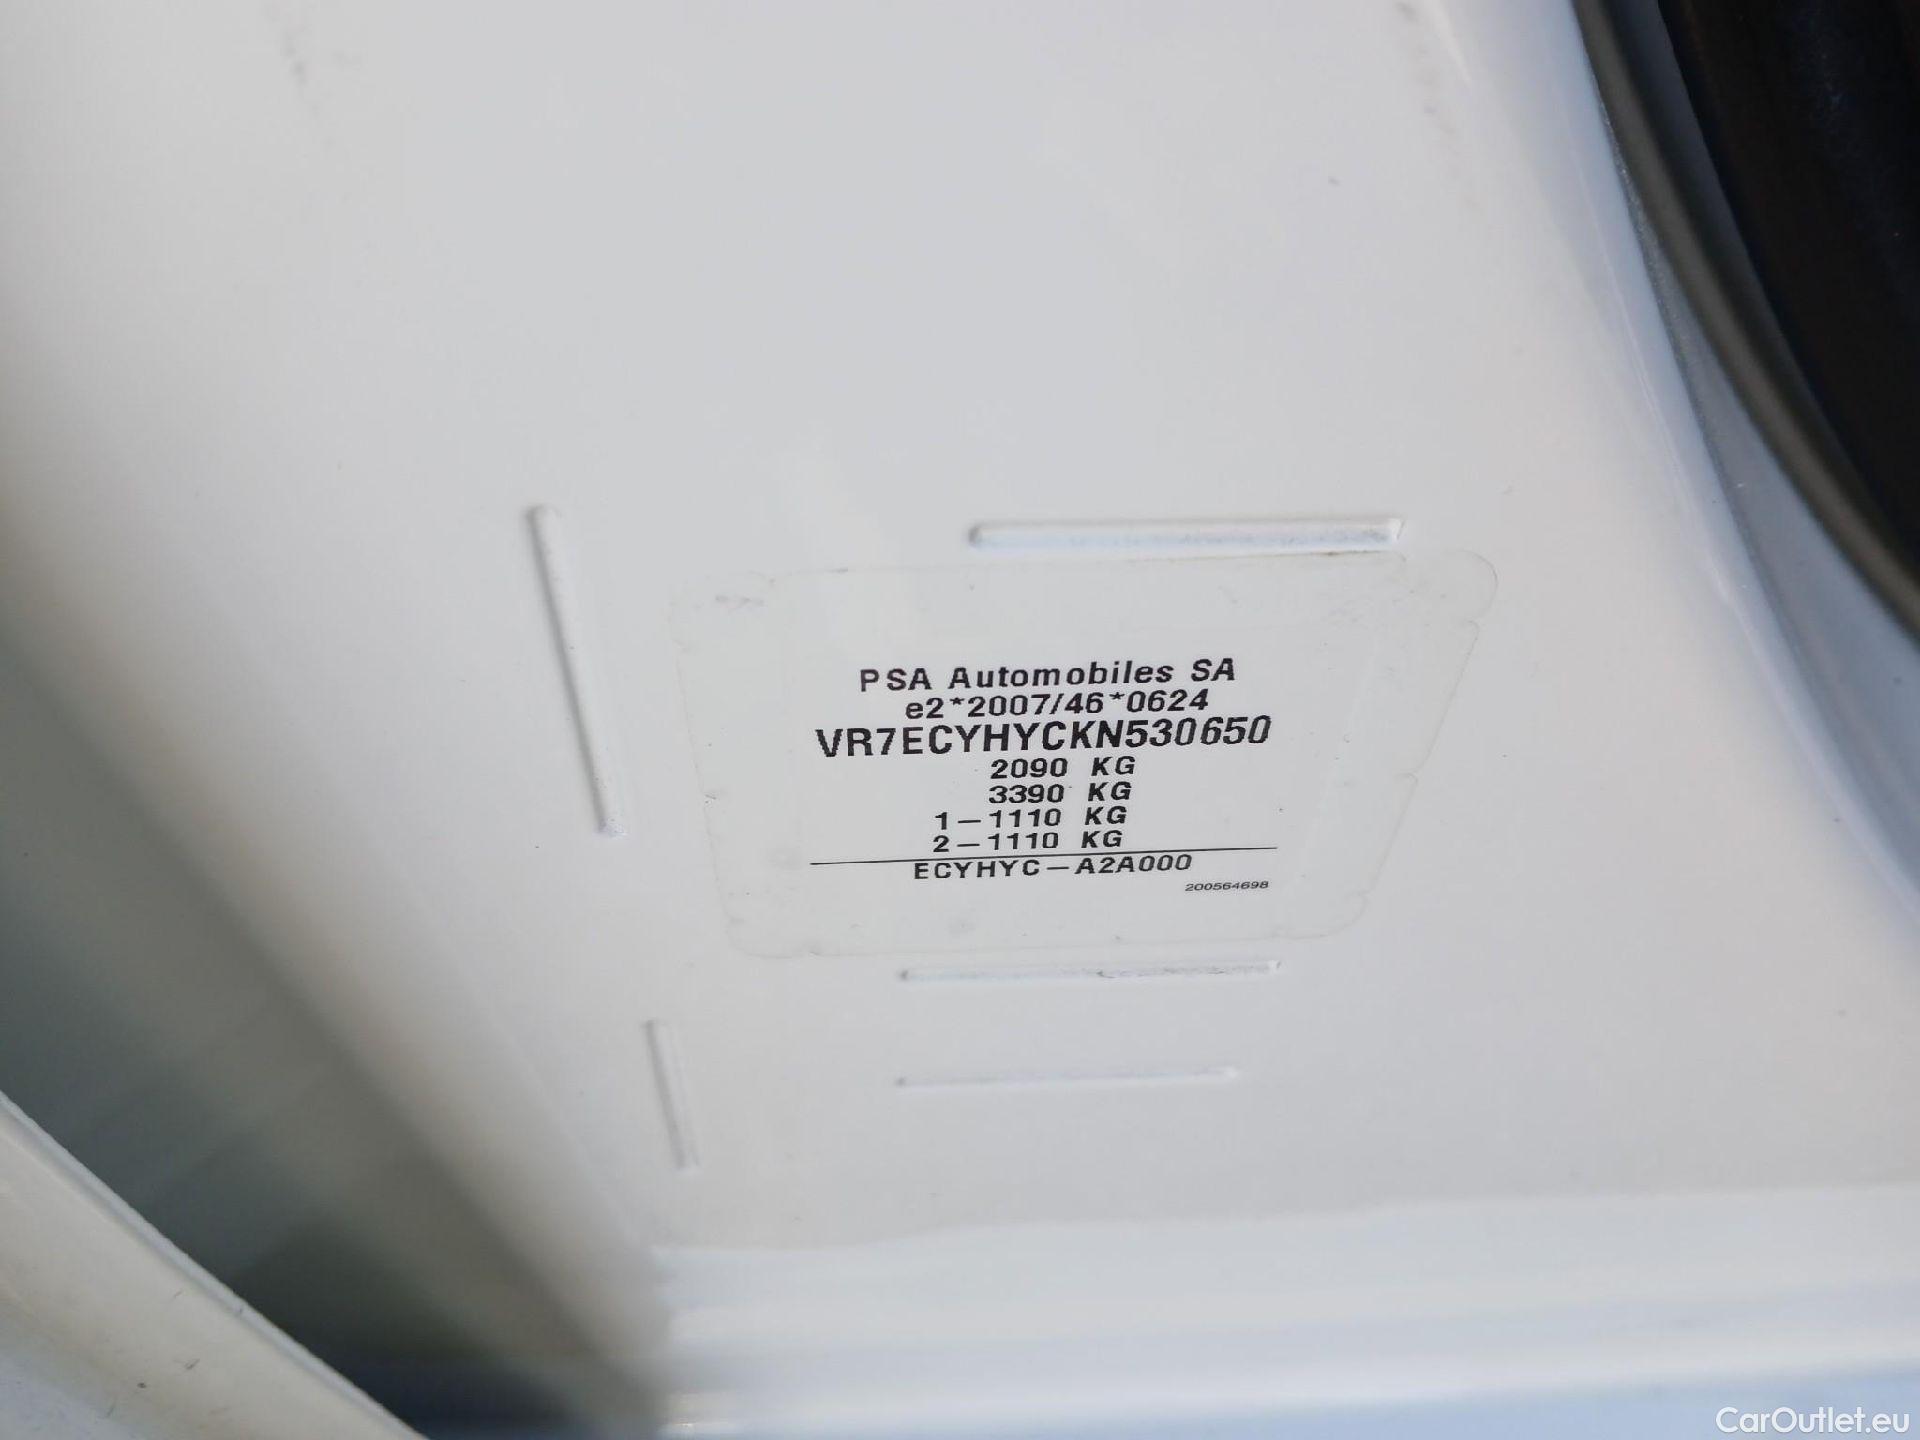 PSA Automobiles SA
e2*2007/46*0624
VR7ECYHYCKN530650
2090 KG
3390 KG
1-1110 KG
2-1110 KG
ECYHYC-A2A000
200564698
CarOutlet.eu